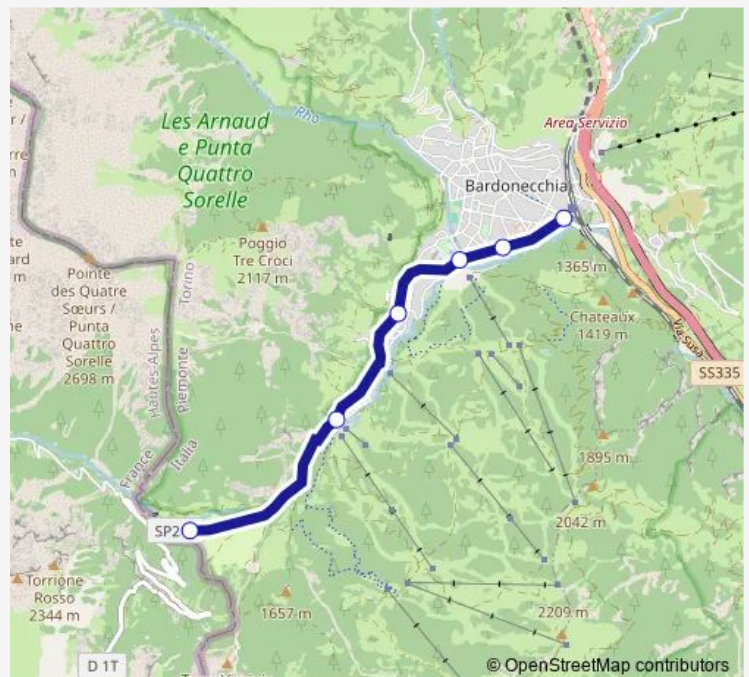 Rho
Area Servizio
Les Arnaud
e Punta
Quattro
Sorelle
Bardonecchia
Poggio
Tre Croci
2117 m
1365 m
Pointe
des Quatre
Sœurs /
Punta
Quattro
Sorelle
2698 m
Torino
Hautes-Alpes
Piemonte
Chateaux
1419 m
Via Susa
SS335
France
Italia
1895 m
2042 m
SP2
Torrione
Rosso
2344 m
1657 m
2209 m
D 1T
© OpenStreetMap contributors